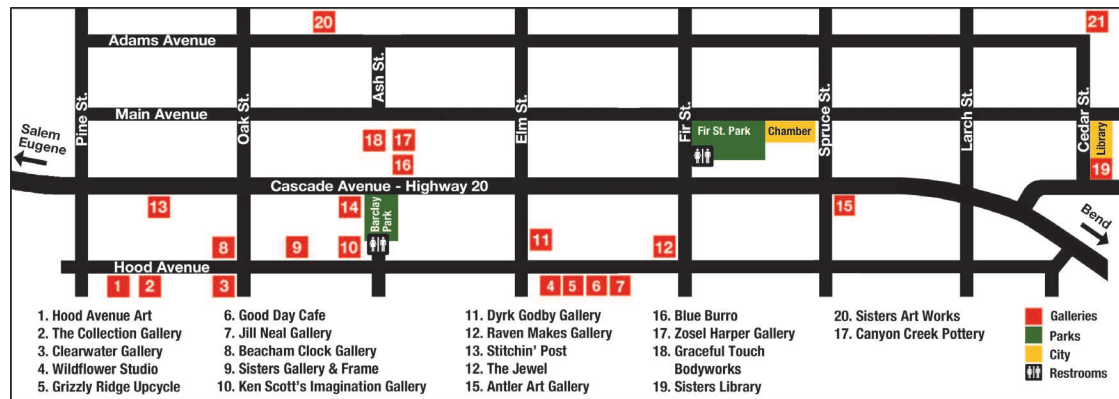 20
21
Adams Avenue
Pine St.
Oak St.
Ash St.
Elm St.
Fir St.
Spruce St.
Larch St.
Cedar St.
Main Avenue
Salem
Eugene
18
17
16
Fir St. Park
Chamber
Library
19
Cascade Avenue - Highway 20
13
14
Barclay
Park
15
Bend
8
9
10
11
12
Hood Avenue
1
2
3
4
5
6
7
1. Hood Avenue Art
2. The Collection Gallery
3. Clearwater Gallery
4. Wildflower Studio
5. Grizzly Ridge Upcycle
6. Good Day Cafe
7. Jill Neal Gallery
8. Beacham Clock Gallery
9. Sisters Gallery & Frame
10. Ken Scott's Imagination Gallery
11. Dyrk Godby Gallery
12. Raven Makes Gallery
13. Stitchin' Post
12. The Jewel
15. Antler Art Gallery
16. Blue Burro
17. Zosel Harper Gallery
18. Graceful Touch
Bodyworks
19. Sisters Library
20. Sisters Art Works
17. Canyon Creek Pottery
Galleries
Parks
City
Restrooms